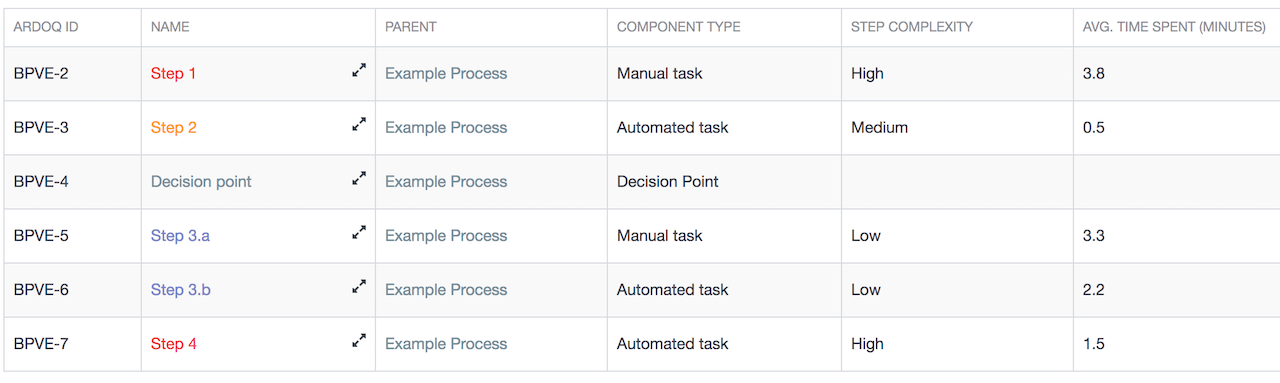 ARDOQ ID NAME PARENT COMPONENT TYPE STEP COMPLEXITY AVG. TIME SPENT (MINUTES)
BPVE-2 Step 1 Example Process Manual task High 3.8
BPVE-3 Step 2 Example Process Automated task Medium 0.5
BPVE-4 Decision point Example Process Decision Point
BPVE-5 Step 3.a Example Process Manual task Low 3.3
BPVE-6 Step 3.b Example Process Automated task Low 2.2
BPVE-7 Step 4 Example Process Automated task High 1.5